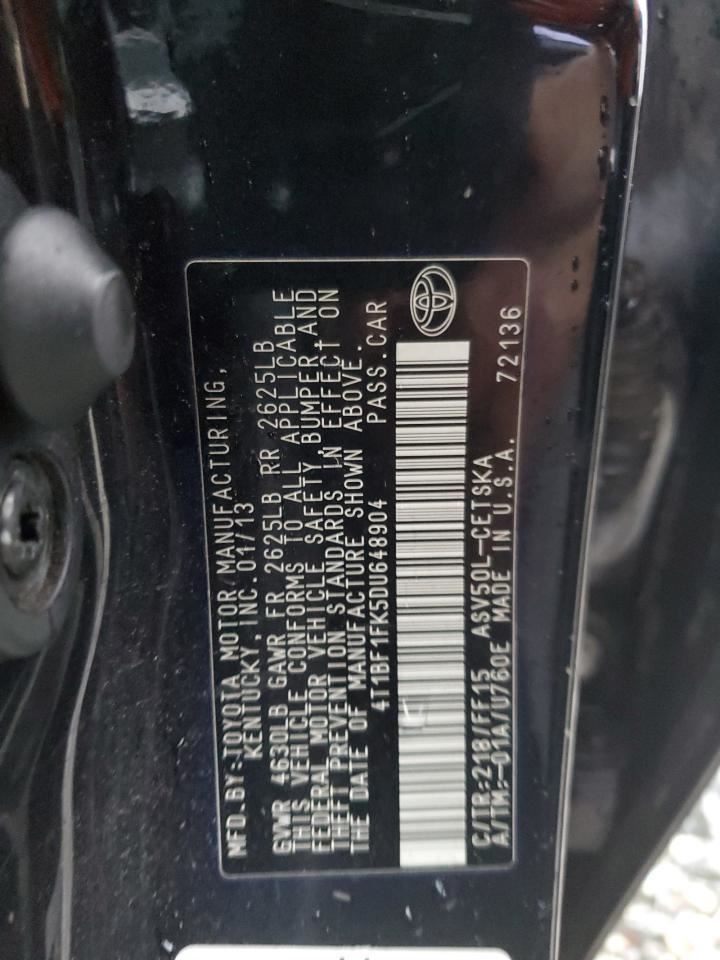 MFD.BY:TOYOTA MOTOR MANUFACTURING,
KENTUCKY, INC. 01/13
GVWR 4630LB GAWR FR 2625LB RR 2625LB
THIS VEHICLE CONFORMS TO ALL APPLICABLE
FEDERAL MOTOR VEHICLE SAFETY, BUMPER, AND
THEFT PREVENTION STANDARDS IN EFFECT ON
THE DATE OF MANUFACTURE SHOWN ABOVE.
4T1BF1FK5DU648904 PASS.CAR
C/TR:218/FF15 ASV50L-CETSKA
A/TM:-01A/U760E MADE IN U.S.A. 72136